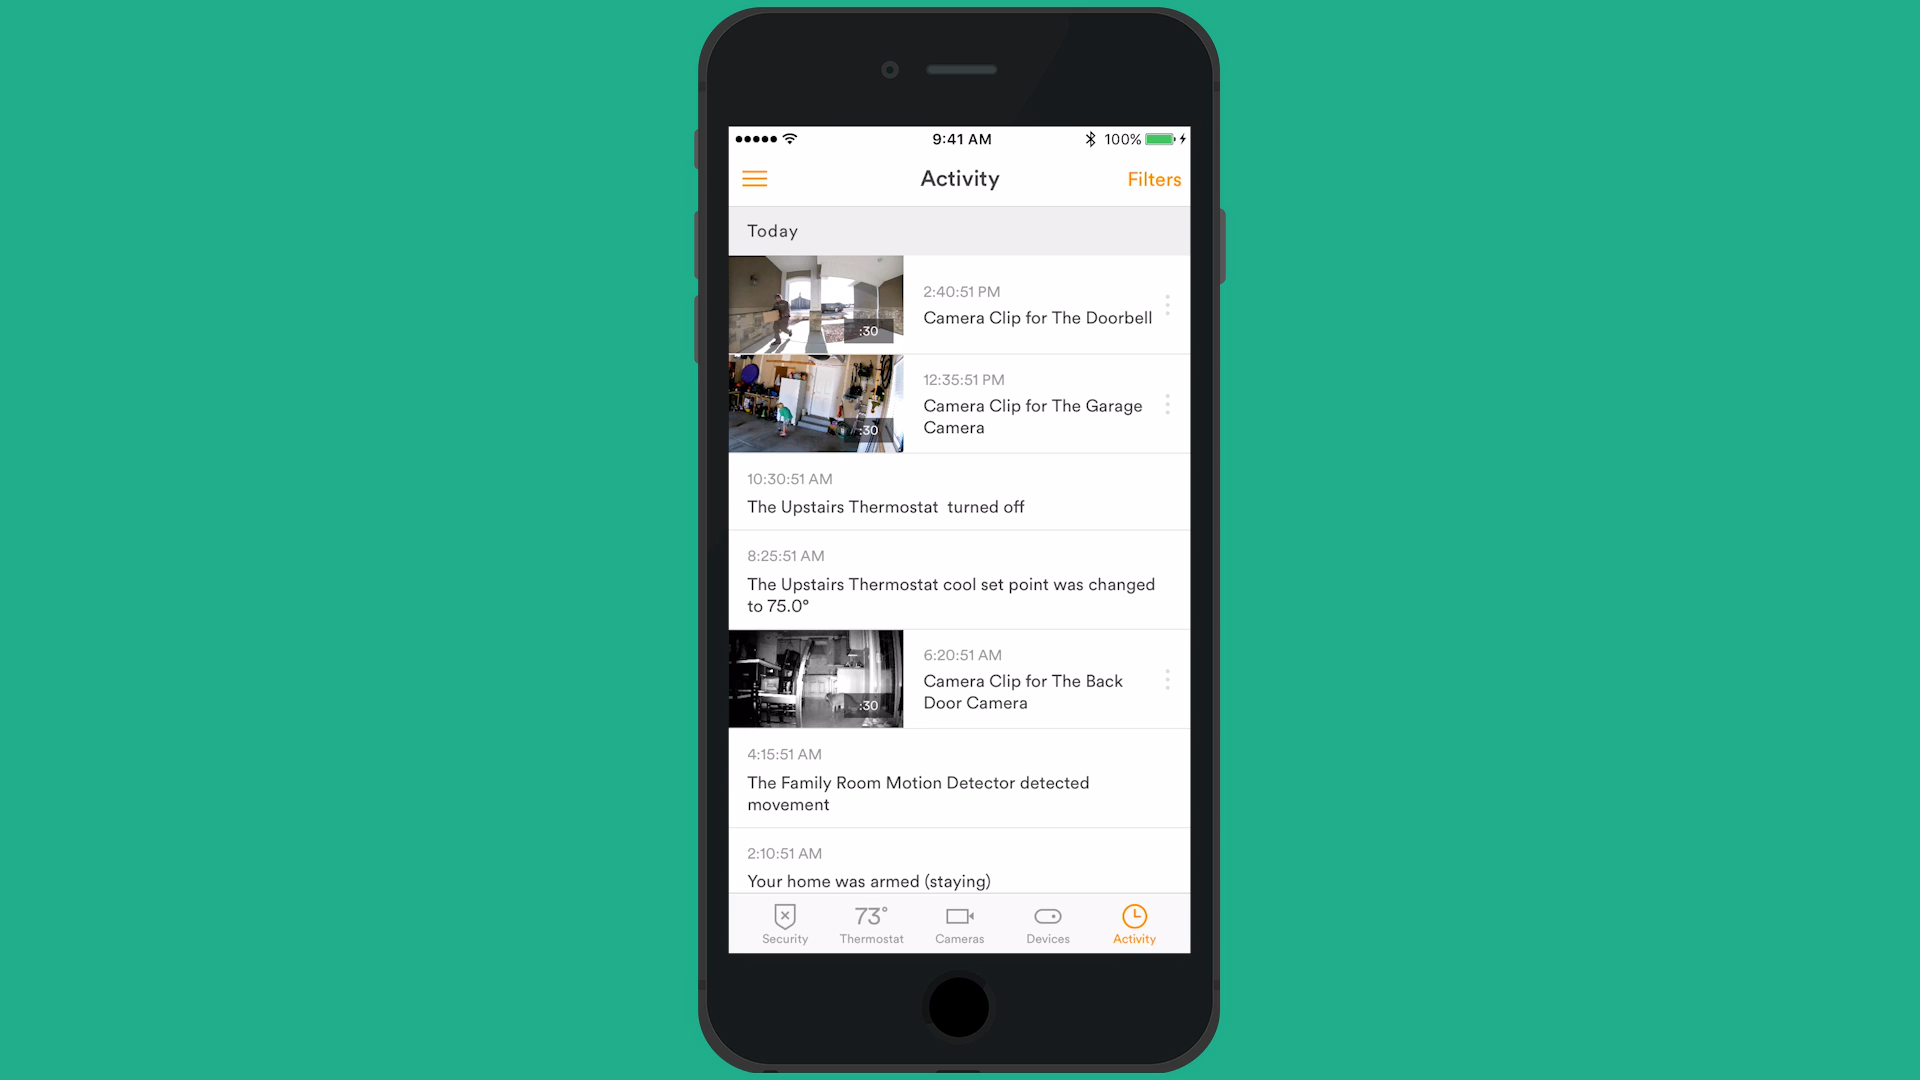 9:41 AM
100%
Activity
Filters
Today
2:40:51 PM
Camera Clip for The Doorbell
:30
12:35:51 PM
Camera Clip for The Garage
Camera
:30
10:30:51 AM
The Upstairs Thermostat  turned off
8:25:51 AM
The Upstairs Thermostat cool set point was changed
to 75.0°
6:20:51 AM
Camera Clip for The Back
Door Camera
:30
4:15:51 AM
The Family Room Motion Detector detected
movement
2:10:51 AM
Your home was armed (staying)
73°
Security
Thermostat
Cameras
Devices
Activity